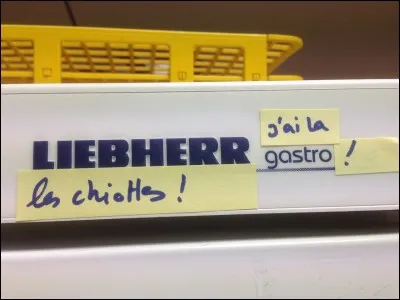 j'ai la
LIEBHERR gastro !
les chiottes !